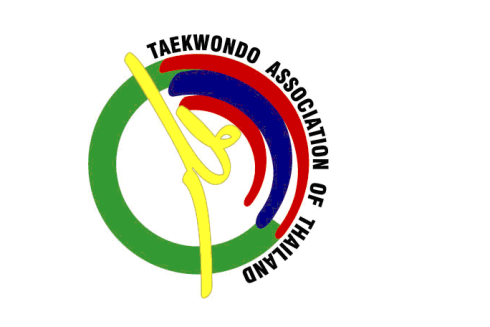 TAEKWONDO ASSOCIATION OF THAILAND